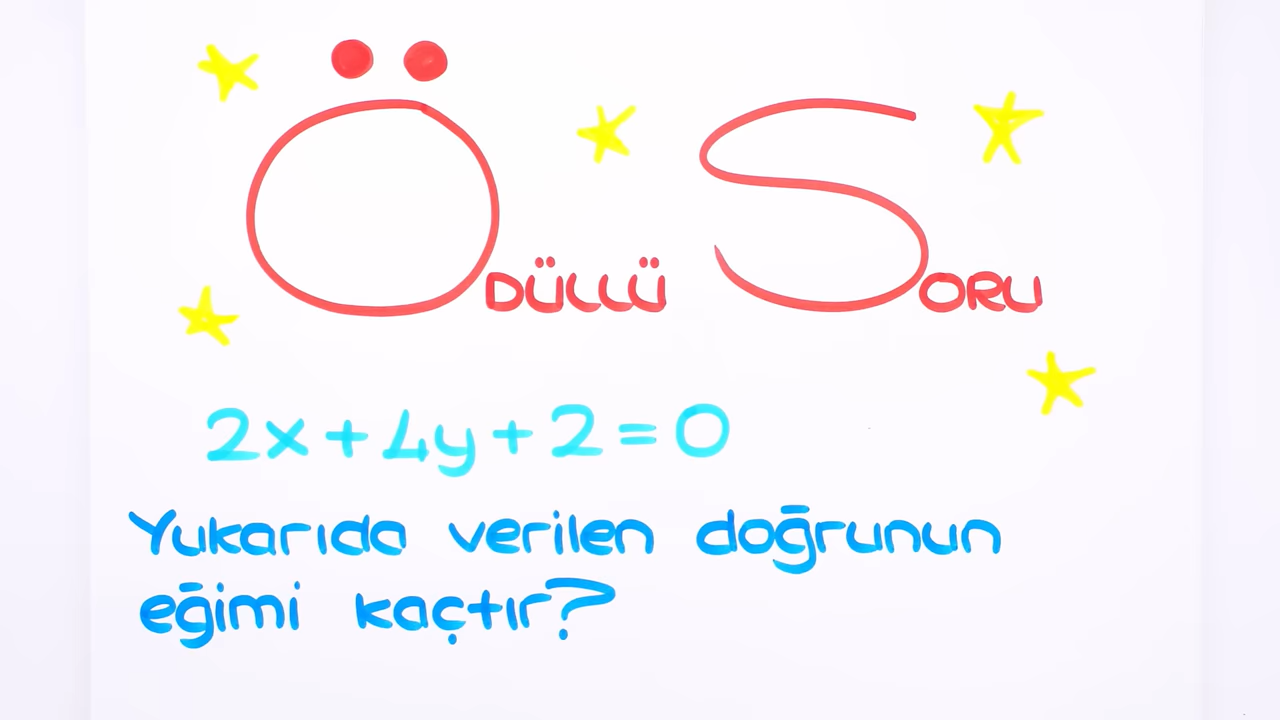 ÖDÜLLÜ SORU
2x+4y+2=0
Yukarıda verilen doğrunun
eğimi kaçtır?